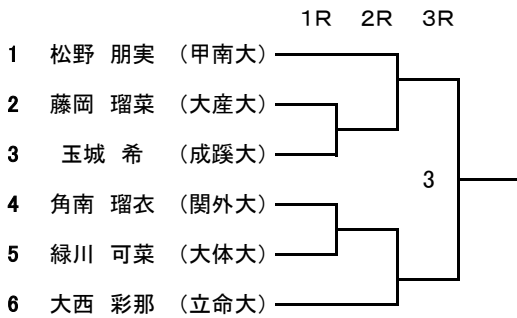 1R 2R 3R
1 松野 朋実 (甲南大)
2 藤岡 瑠菜 (大産大)
3 玉城 希 (成蹊大)
3
4 角南 瑠衣 (関外大)
5 緑川 可菜 (大体大)
6 大西 彩那 (立命大)